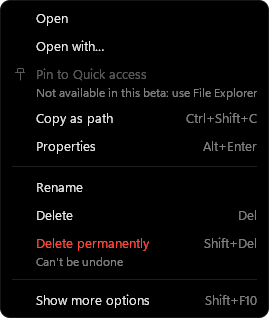 Open
Open with...
Pin to Quick access
Not available in this beta: use File Explorer
Copy as path Ctrl+Shift+C
Properties Alt+Enter
Rename
Delete Del
Delete permanently Shift+Del
Can't be undone
Show more options Shift+F10